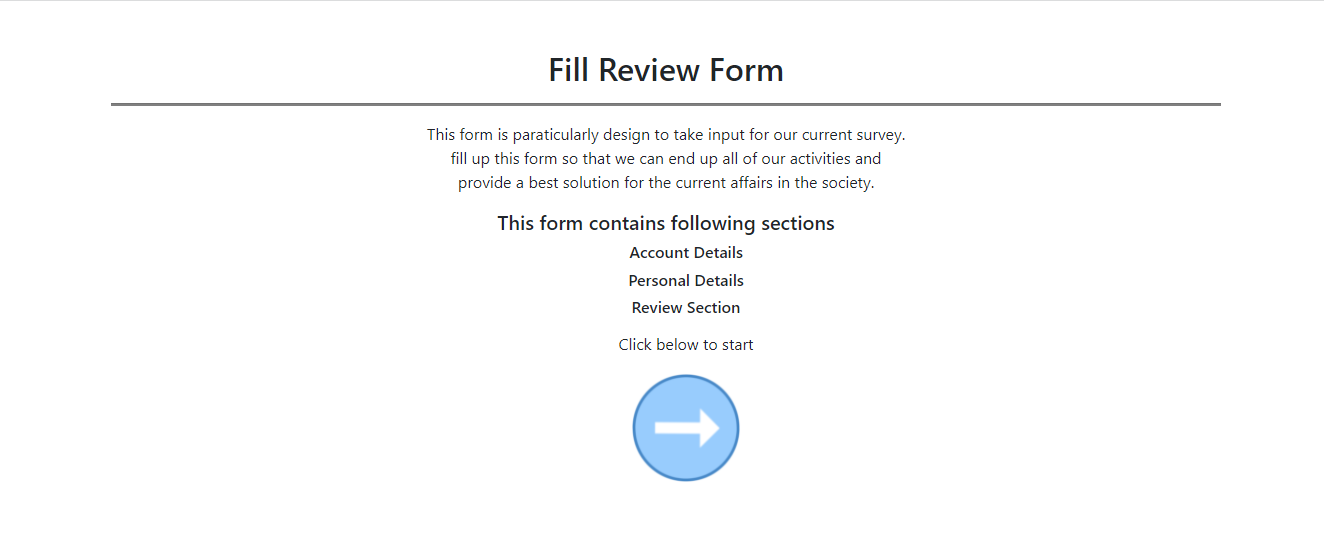 Fill Review Form
This form is paraticularly design to take input for our current survey.
fill up this form so that we can end up all of our activities and
provide a best solution for the current affairs in the society.
This form contains following sections
Account Details
Personal Details
Review Section
Click below to start